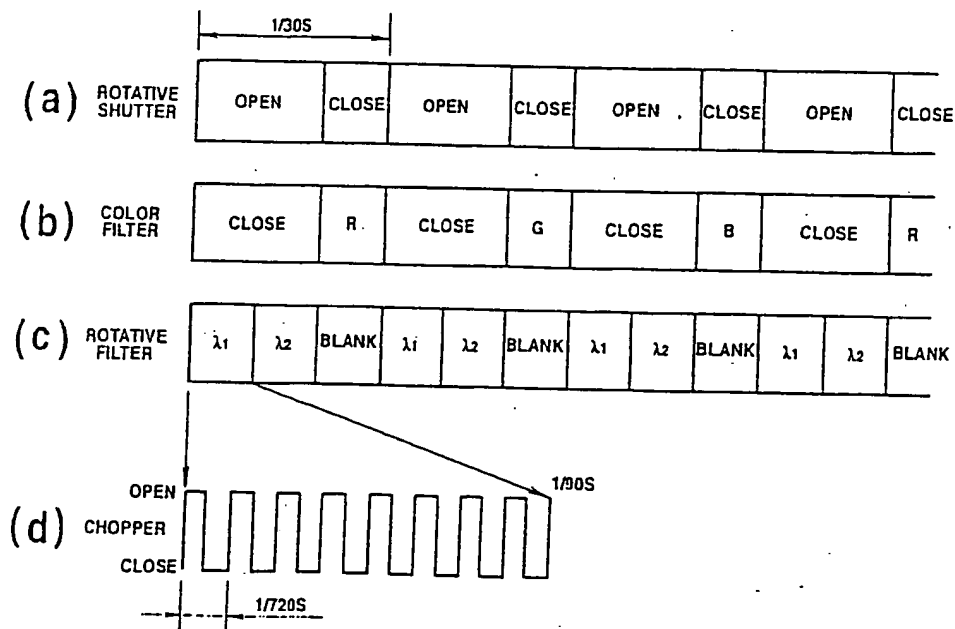 1/30S
(a) ROTATIVE SHUTTER OPEN CLOSE OPEN CLOSE OPEN CLOSE OPEN CLOSE
(b) COLOR FILTER CLOSE R CLOSE G CLOSE B CLOSE R
(c) ROTATIVE FILTER λ1 λ2 BLANK λi λ2 BLANK λ1 λ2 BLANK λ1 λ2 BLANK
1/90S
OPEN
(d) CHOPPER
CLOSE
1/720S